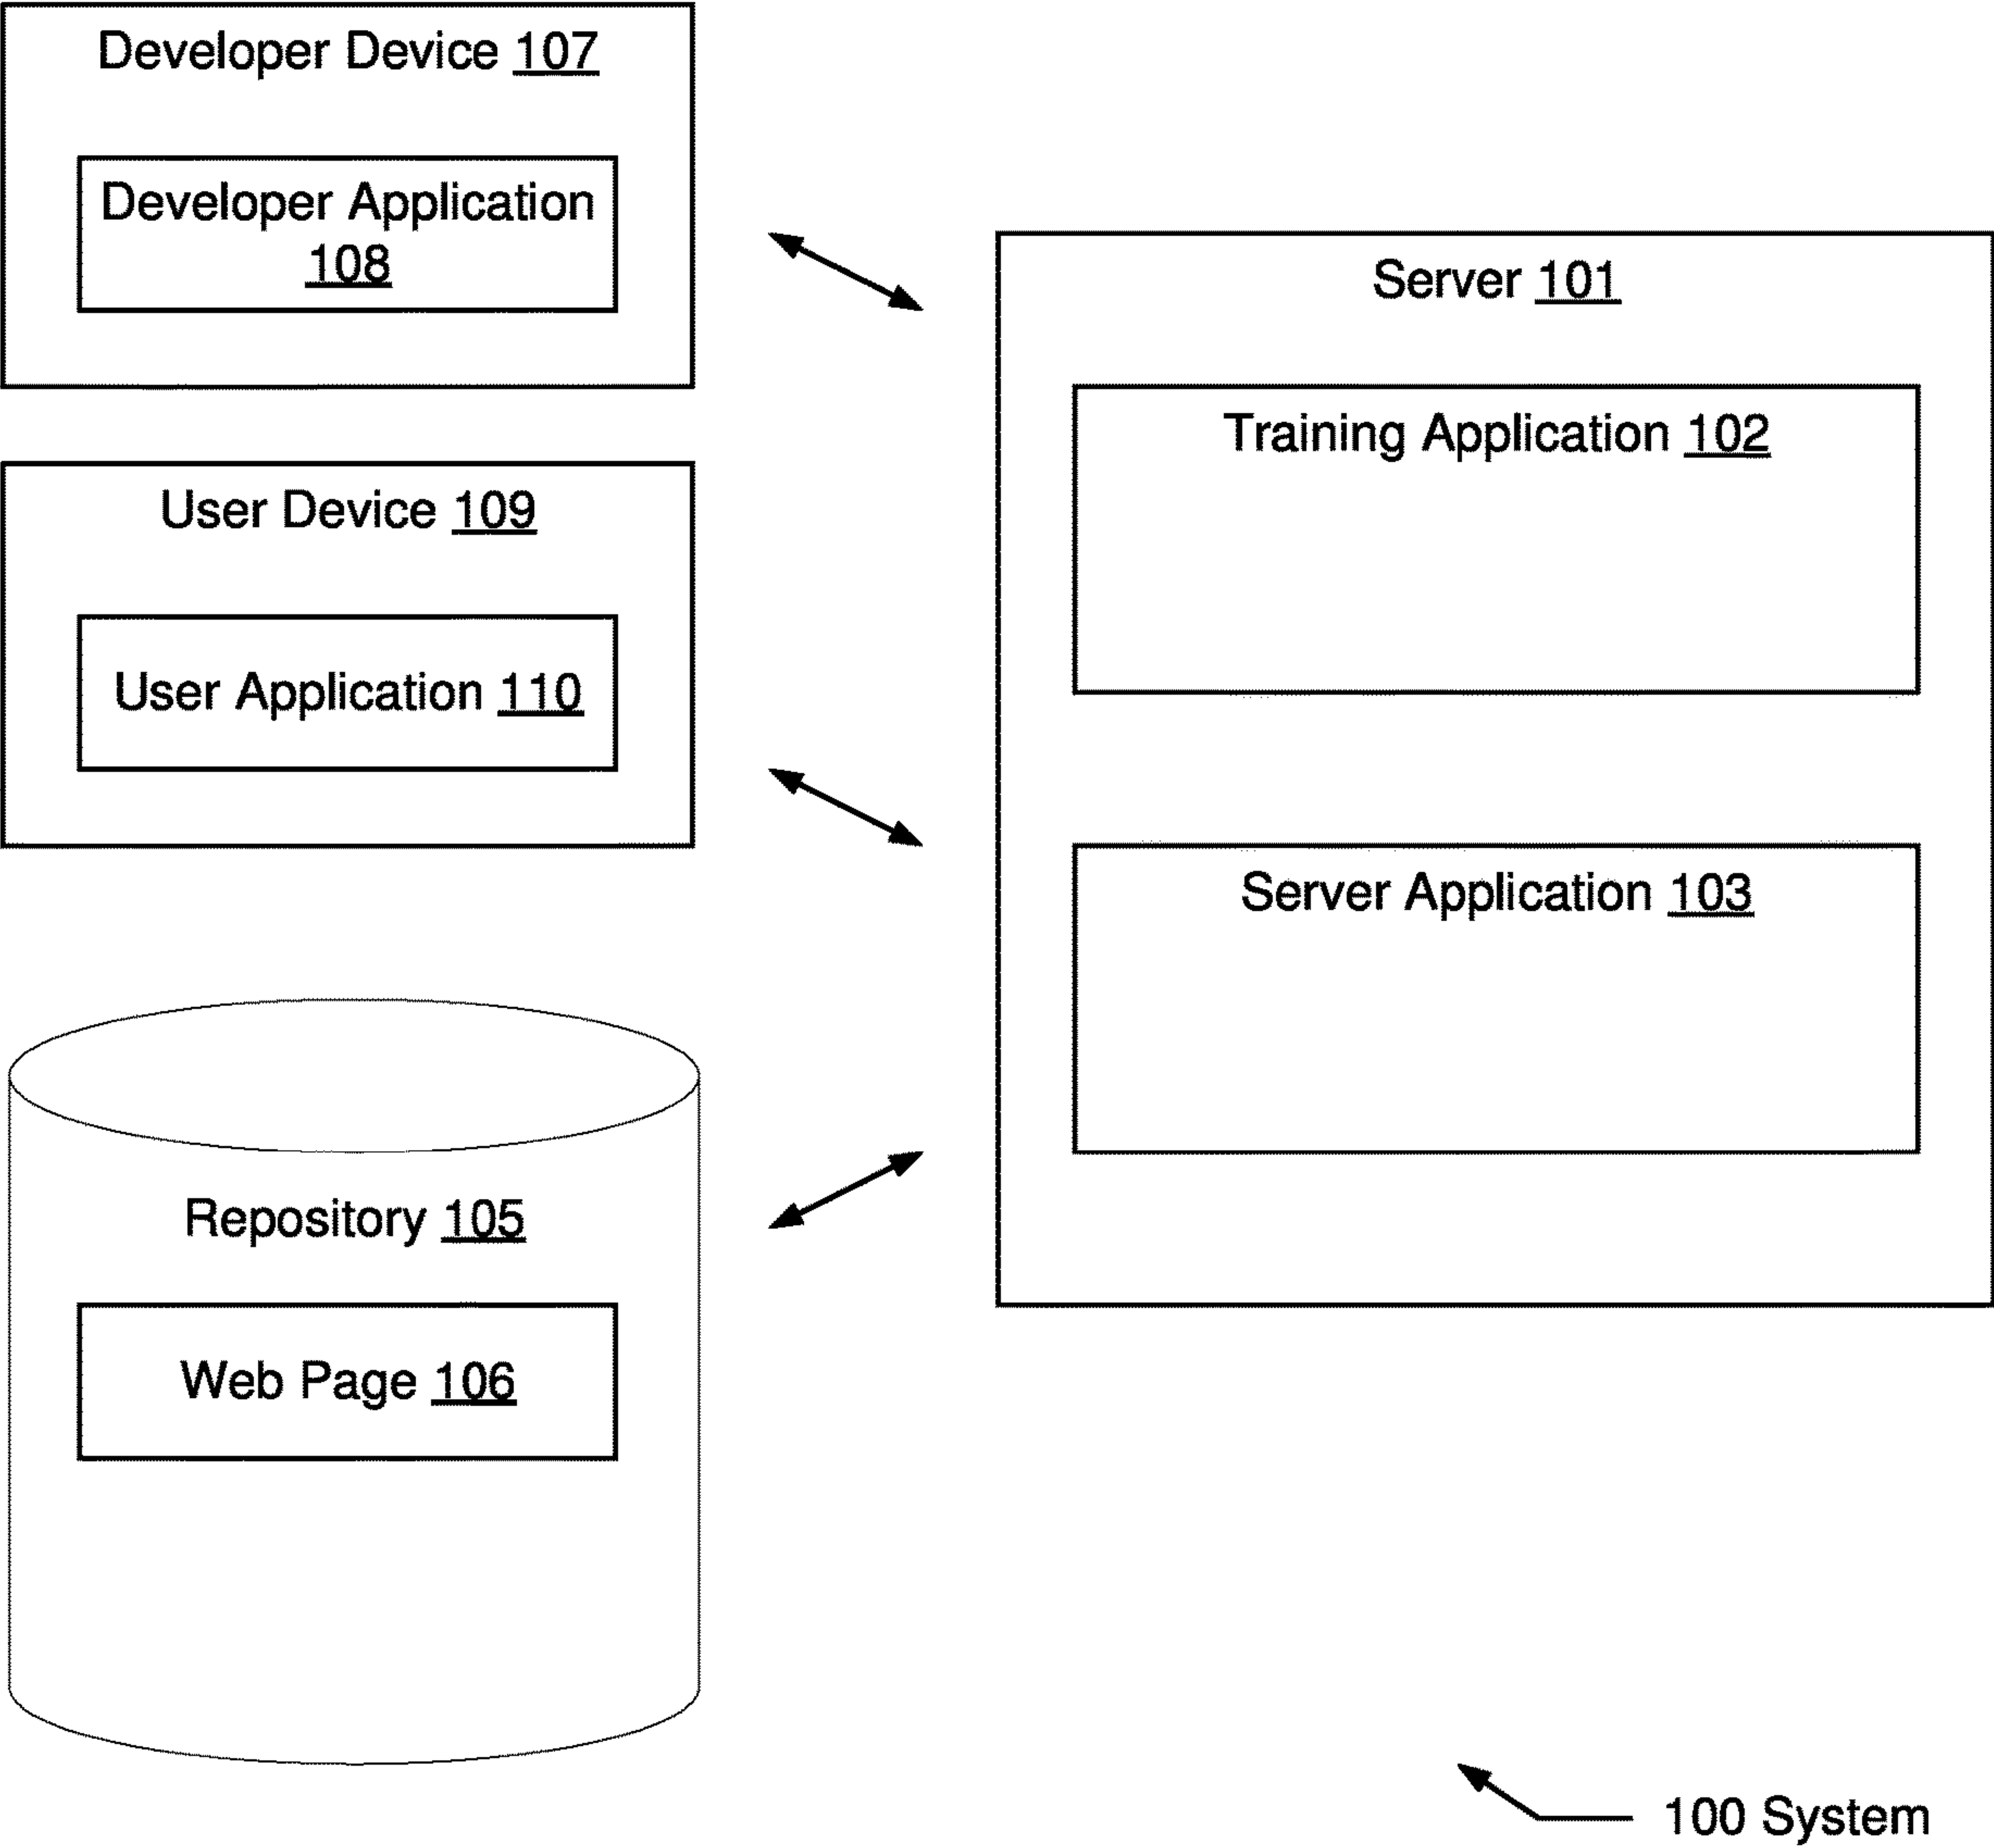 Developer Device 107
Developer Application
108
User Device 109
User Application 110
Repository 105
Web Page 106
Server 101
Training Application 102
Server Application 103
100 System